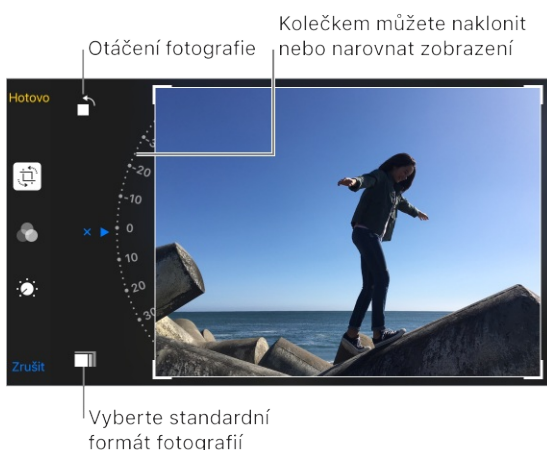 Kolečkem můžete naklonit
nebo narovnat zobrazení
Otáčení fotografie
Hotovo
-30
-20
-10
0
10
20
30
Zrušit
Vyberte standardní
formát fotografií